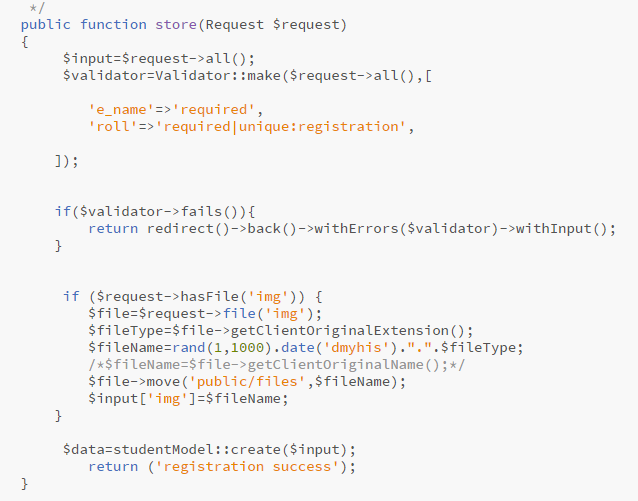 */
public function store(Request $request)
{
$input=$request->all();
$validator=Validator::make($request->all(),[
'e_name'=>'required',
'roll'=>'required|unique:registration',
]);
if($validator->fails()){
return redirect()->back()->withErrors($validator)->withInput();
}
if ($request->hasFile('img')) {
$file=$request->file('img');
$fileType=$file->getClientOriginalExtension();
$fileName=rand(1,1000).date('dmyhis').".".$fileType;
/*$fileName=$file->getClientOriginalName();*/
$file->move('public/files',$fileName);
$input['img']=$fileName;
}
$data=studentModel::create($input);
return ('registration success');
}